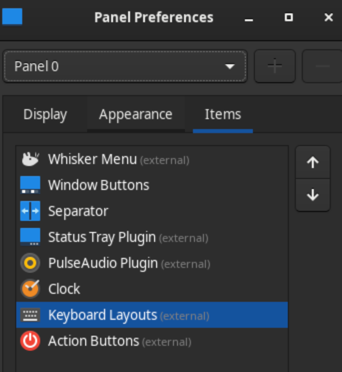 Panel Preferences
Panel 0
Display Appearance Items
Whisker Menu (external)
Window Buttons
Separator
Status Tray Plugin (external)
PulseAudio Plugin (external)
Clock
Keyboard Layouts (external)
Action Buttons (external)